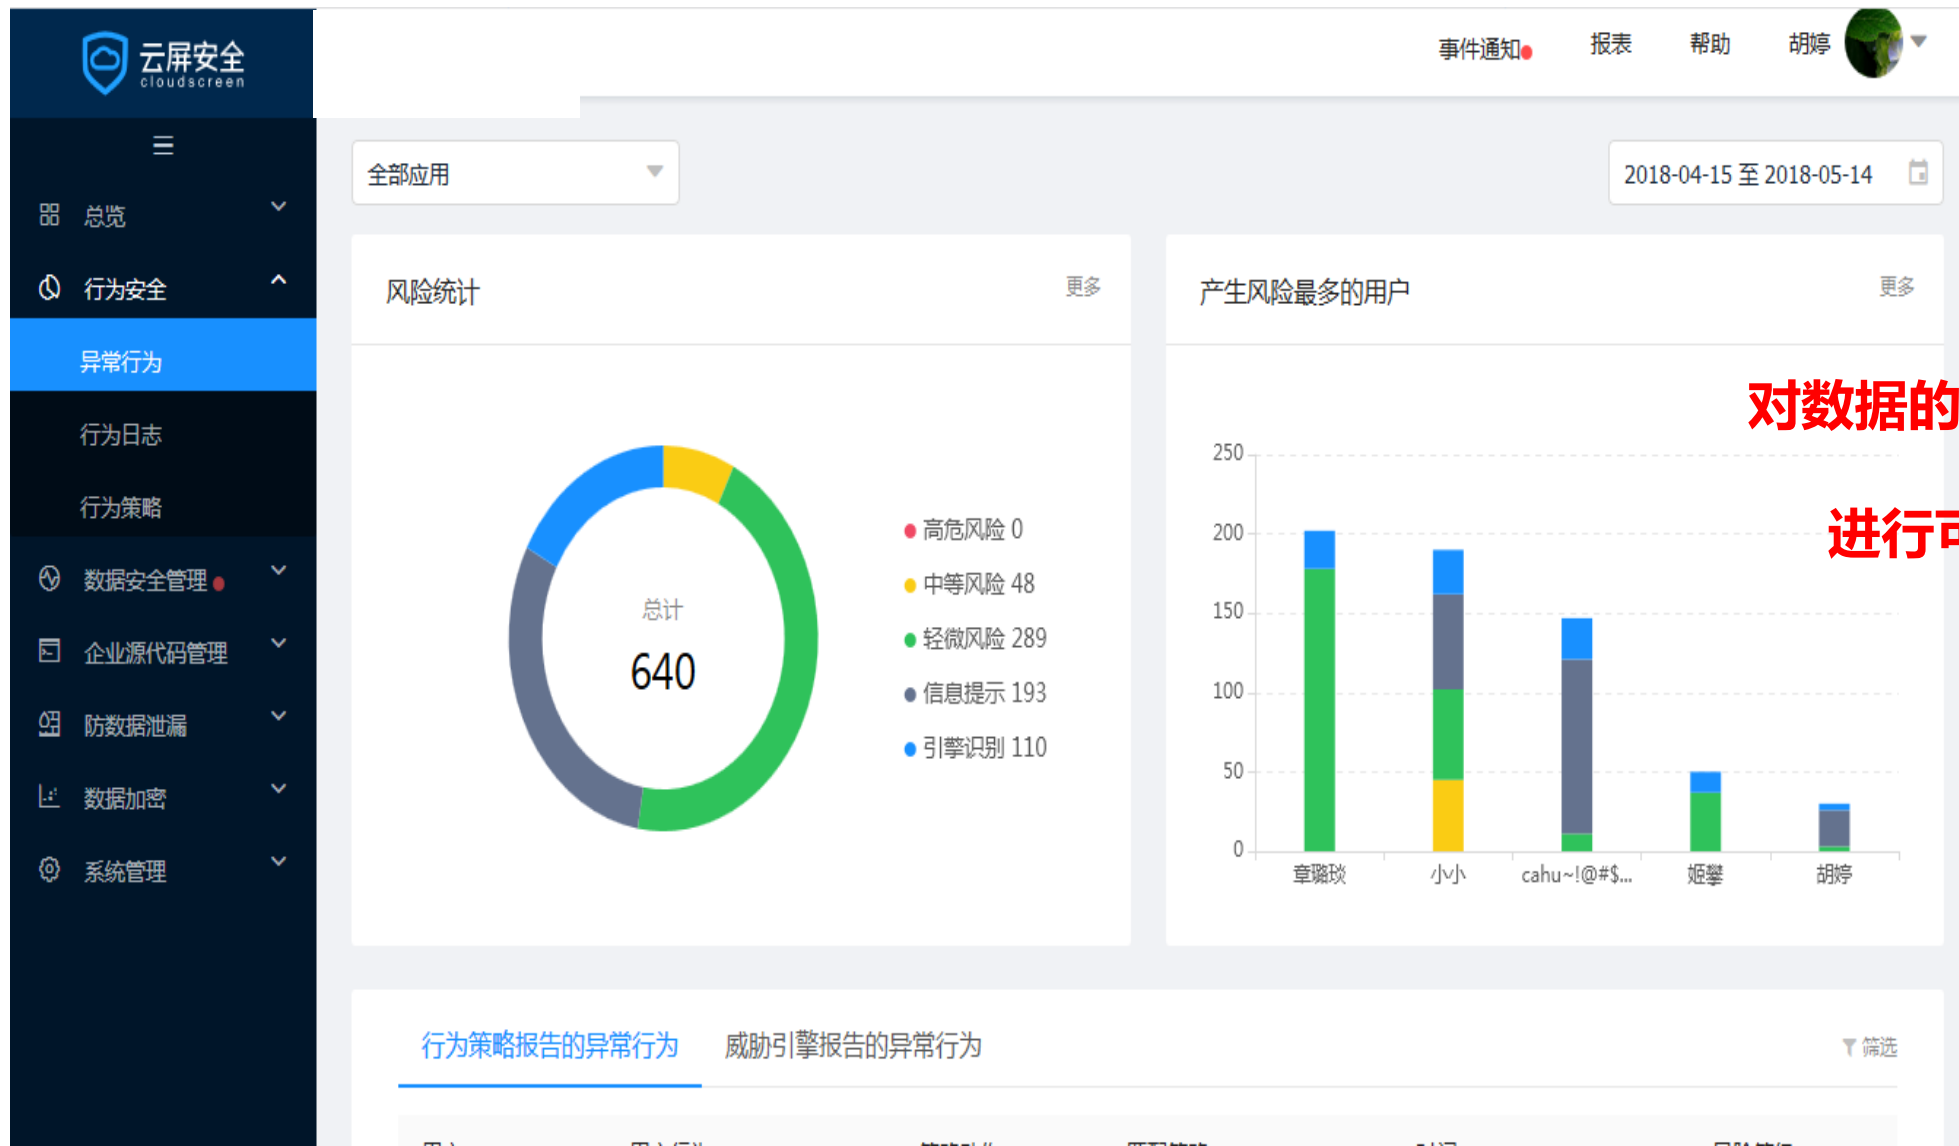 云屏安全
cloudscreen
事件通知 报表 帮助 胡婷
全部应用
2018-04-15 至 2018-05-14
总览
行为安全
异常行为
行为日志
行为策略
数据安全管理
企业源代码管理
防数据泄漏
数据加密
系统管理
风险统计 更多
总计
640
高危风险 0
中等风险 48
轻微风险 289
信息提示 193
引擎识别 110
产生风险最多的用户 更多
对数据的
进行
250
200
150
100
50
0
章璐琰 小小 cahu~!@#$... 姬攀 胡婷
行为策略报告的异常行为 威胁引擎报告的异常行为 筛选